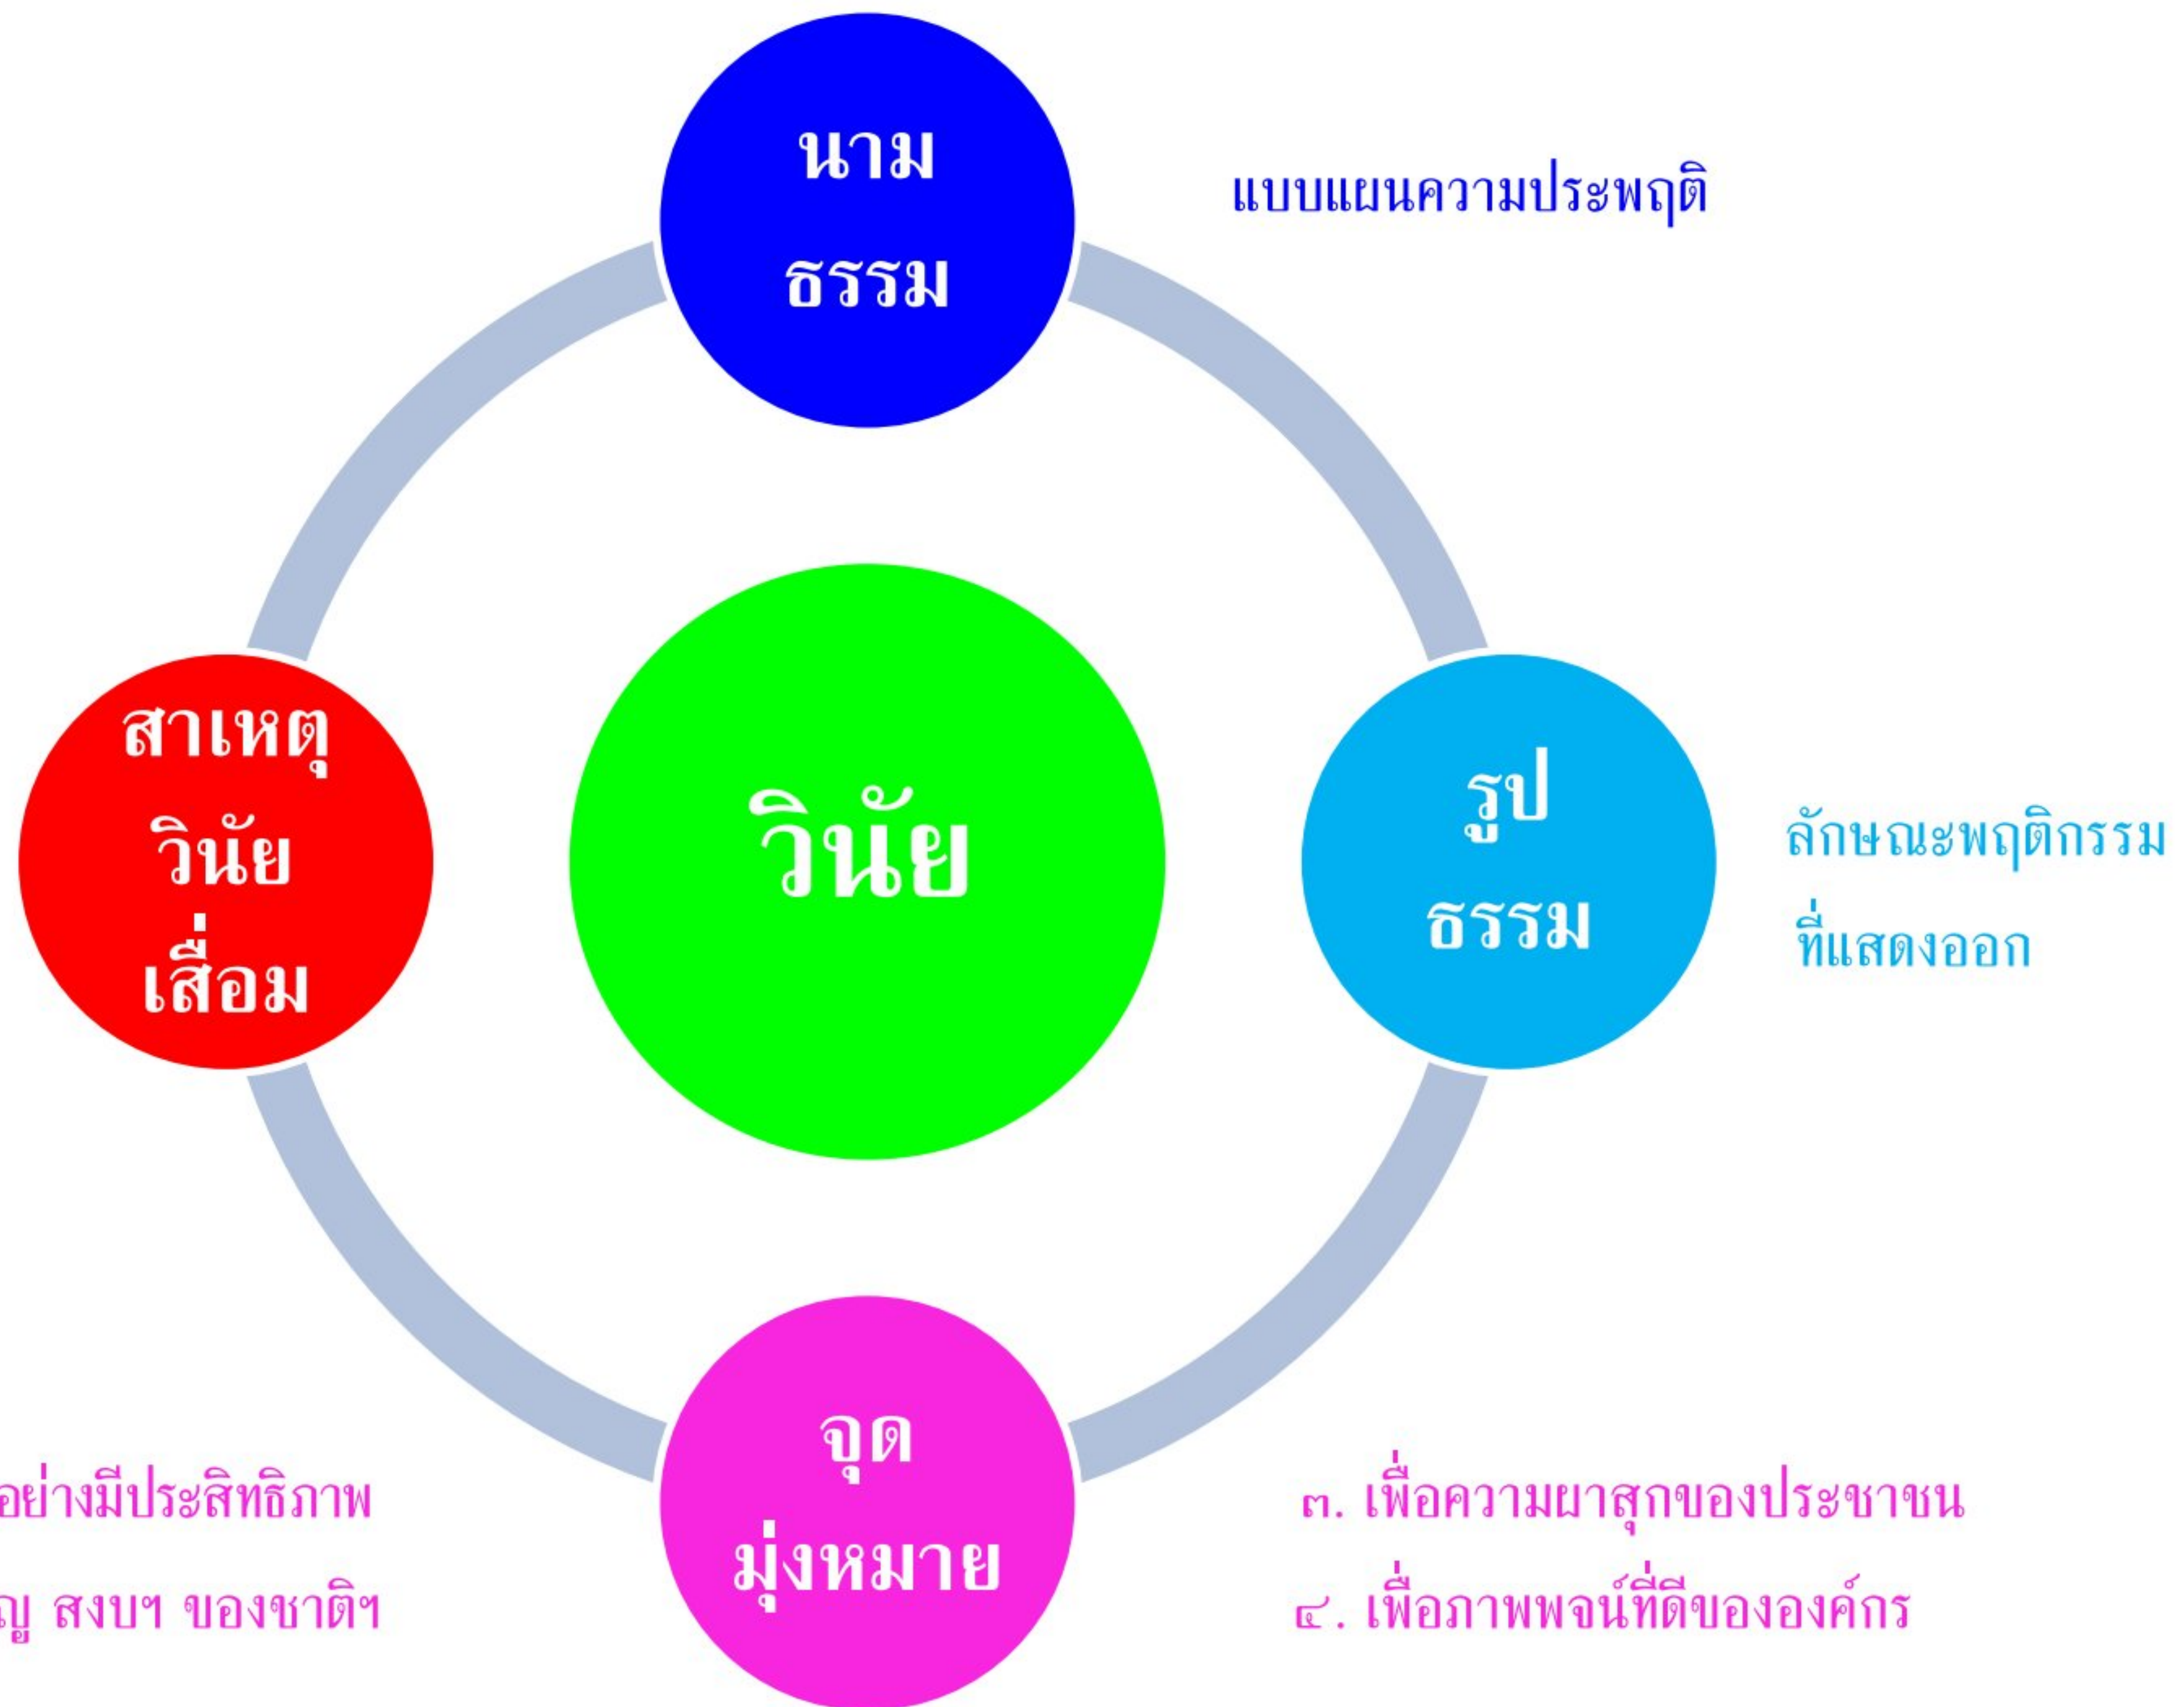 นาม
ธรรม
แบบแผนความประพฤติ
สาเหตุ
วินัย
เสื่อม
วินัย
รูป
ธรรม
ลักษณะพฤติกรรม
ที่แสดงออก
จุด
มุ่งหมาย
อย่างมีประสิทธิภาพ
สงบฯ ของชาติฯ
๓. เพื่อความผาสุกของประชาชน
๔. เพื่อภาพพจน์ที่ดีขององค์กร